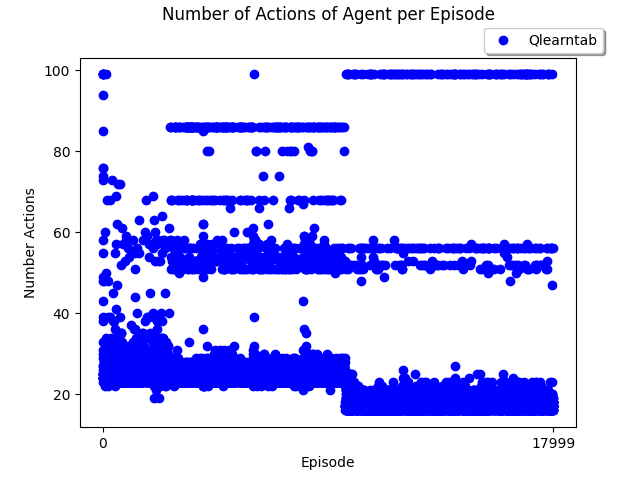 Number of Actions of Agent per Episode
Qlearntab
100
80
60
40
20
Number Actions
0
17999
Episode